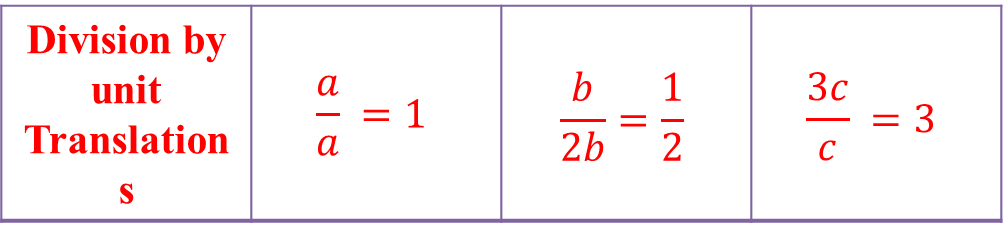 Division by
unit
Translation
s
a/a = 1
b/2b = 1/2
3c/c = 3